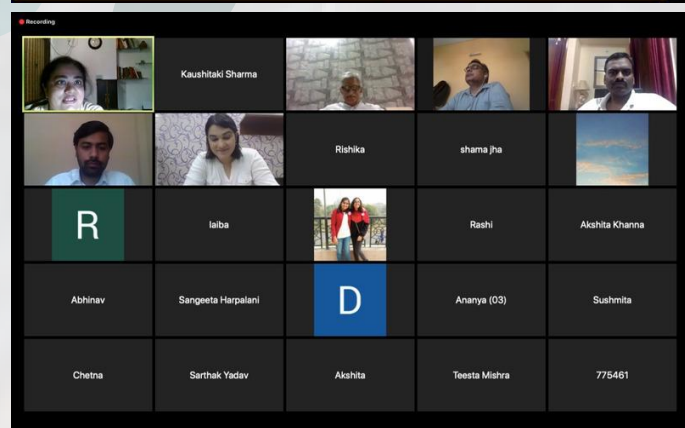 Recording
Kaushitaki Sharma
Rishika
shama jha
R
laiba
Rashi
Akshita Khanna
Abhinav
Sangeeta Harpalani
D
Ananya (03)
Sushmita
Chetna
Sarthak Yadav
Akshita
Teesta Mishra
775461